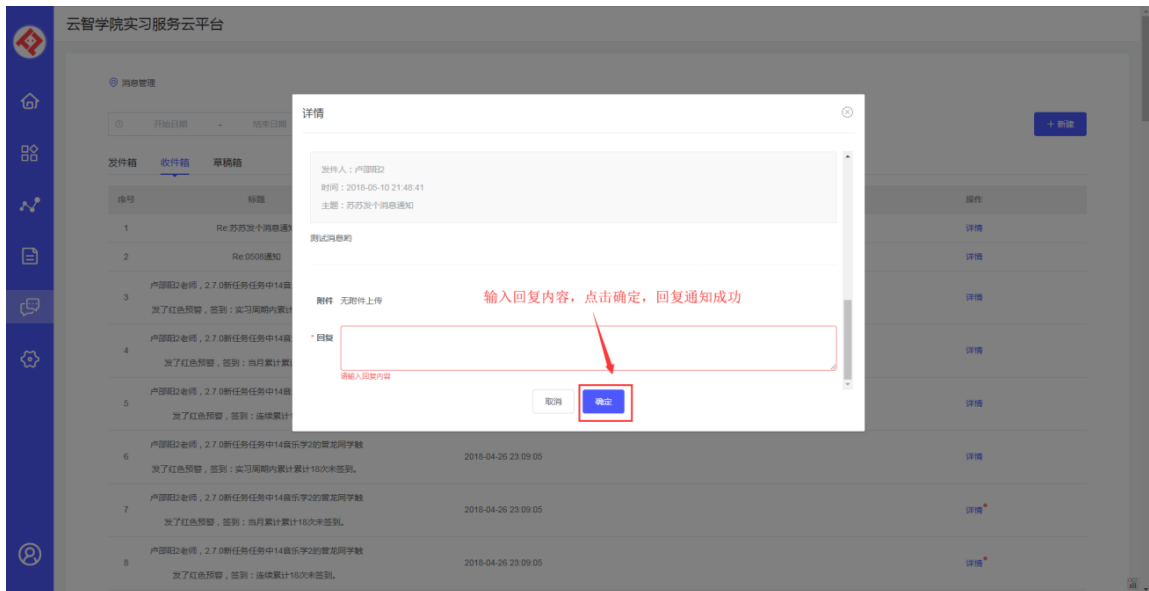 云智学院实习服务云平台
消息管理
开始日期 - 结束日期
+ 新建
发件箱 收件箱 草稿箱
序号 标题 操作
1 Re:苏苏发个消息通 详情
2 Re:0508通知 详情
3 卢邵阳2老师,2.7.0新任务任务中14音 详情
发了红色预警,签到:实习周期内累计
4 卢邵阳2老师,2.7.0新任务任务中14音 详情
发了红色预警,签到:当月累计累
5 卢邵阳2老师,2.7.0新任务任务中14音 详情
发了红色预警,签到:连续累计
6 卢邵阳2老师,2.7.0新任务任务中14音乐学2的曾龙同学触 2018-04-26 23:09:05 详情
发了红色预警,签到:实习周期内累计累计18次未签到。
7 卢邵阳2老师,2.7.0新任务任务中14音乐学2的曾龙同学触 2018-04-26 23:09:05 详情
发了红色预警,签到:当月累计累计18次未签到。
8 卢邵阳2老师,2.7.0新任务任务中14音乐学2的曾龙同学触 2018-04-26 23:09:05 详情
发了红色预警,签到:连续累计18次未签到。
详情
发件人:卢邵阳2
时间:2018-05-10 21:48:41
主题:苏苏发个消息通知
测试消息哟
附件 无附件上传
输入回复内容,点击确定,回复通知成功
* 回复
请输入回复内容
取消 确定